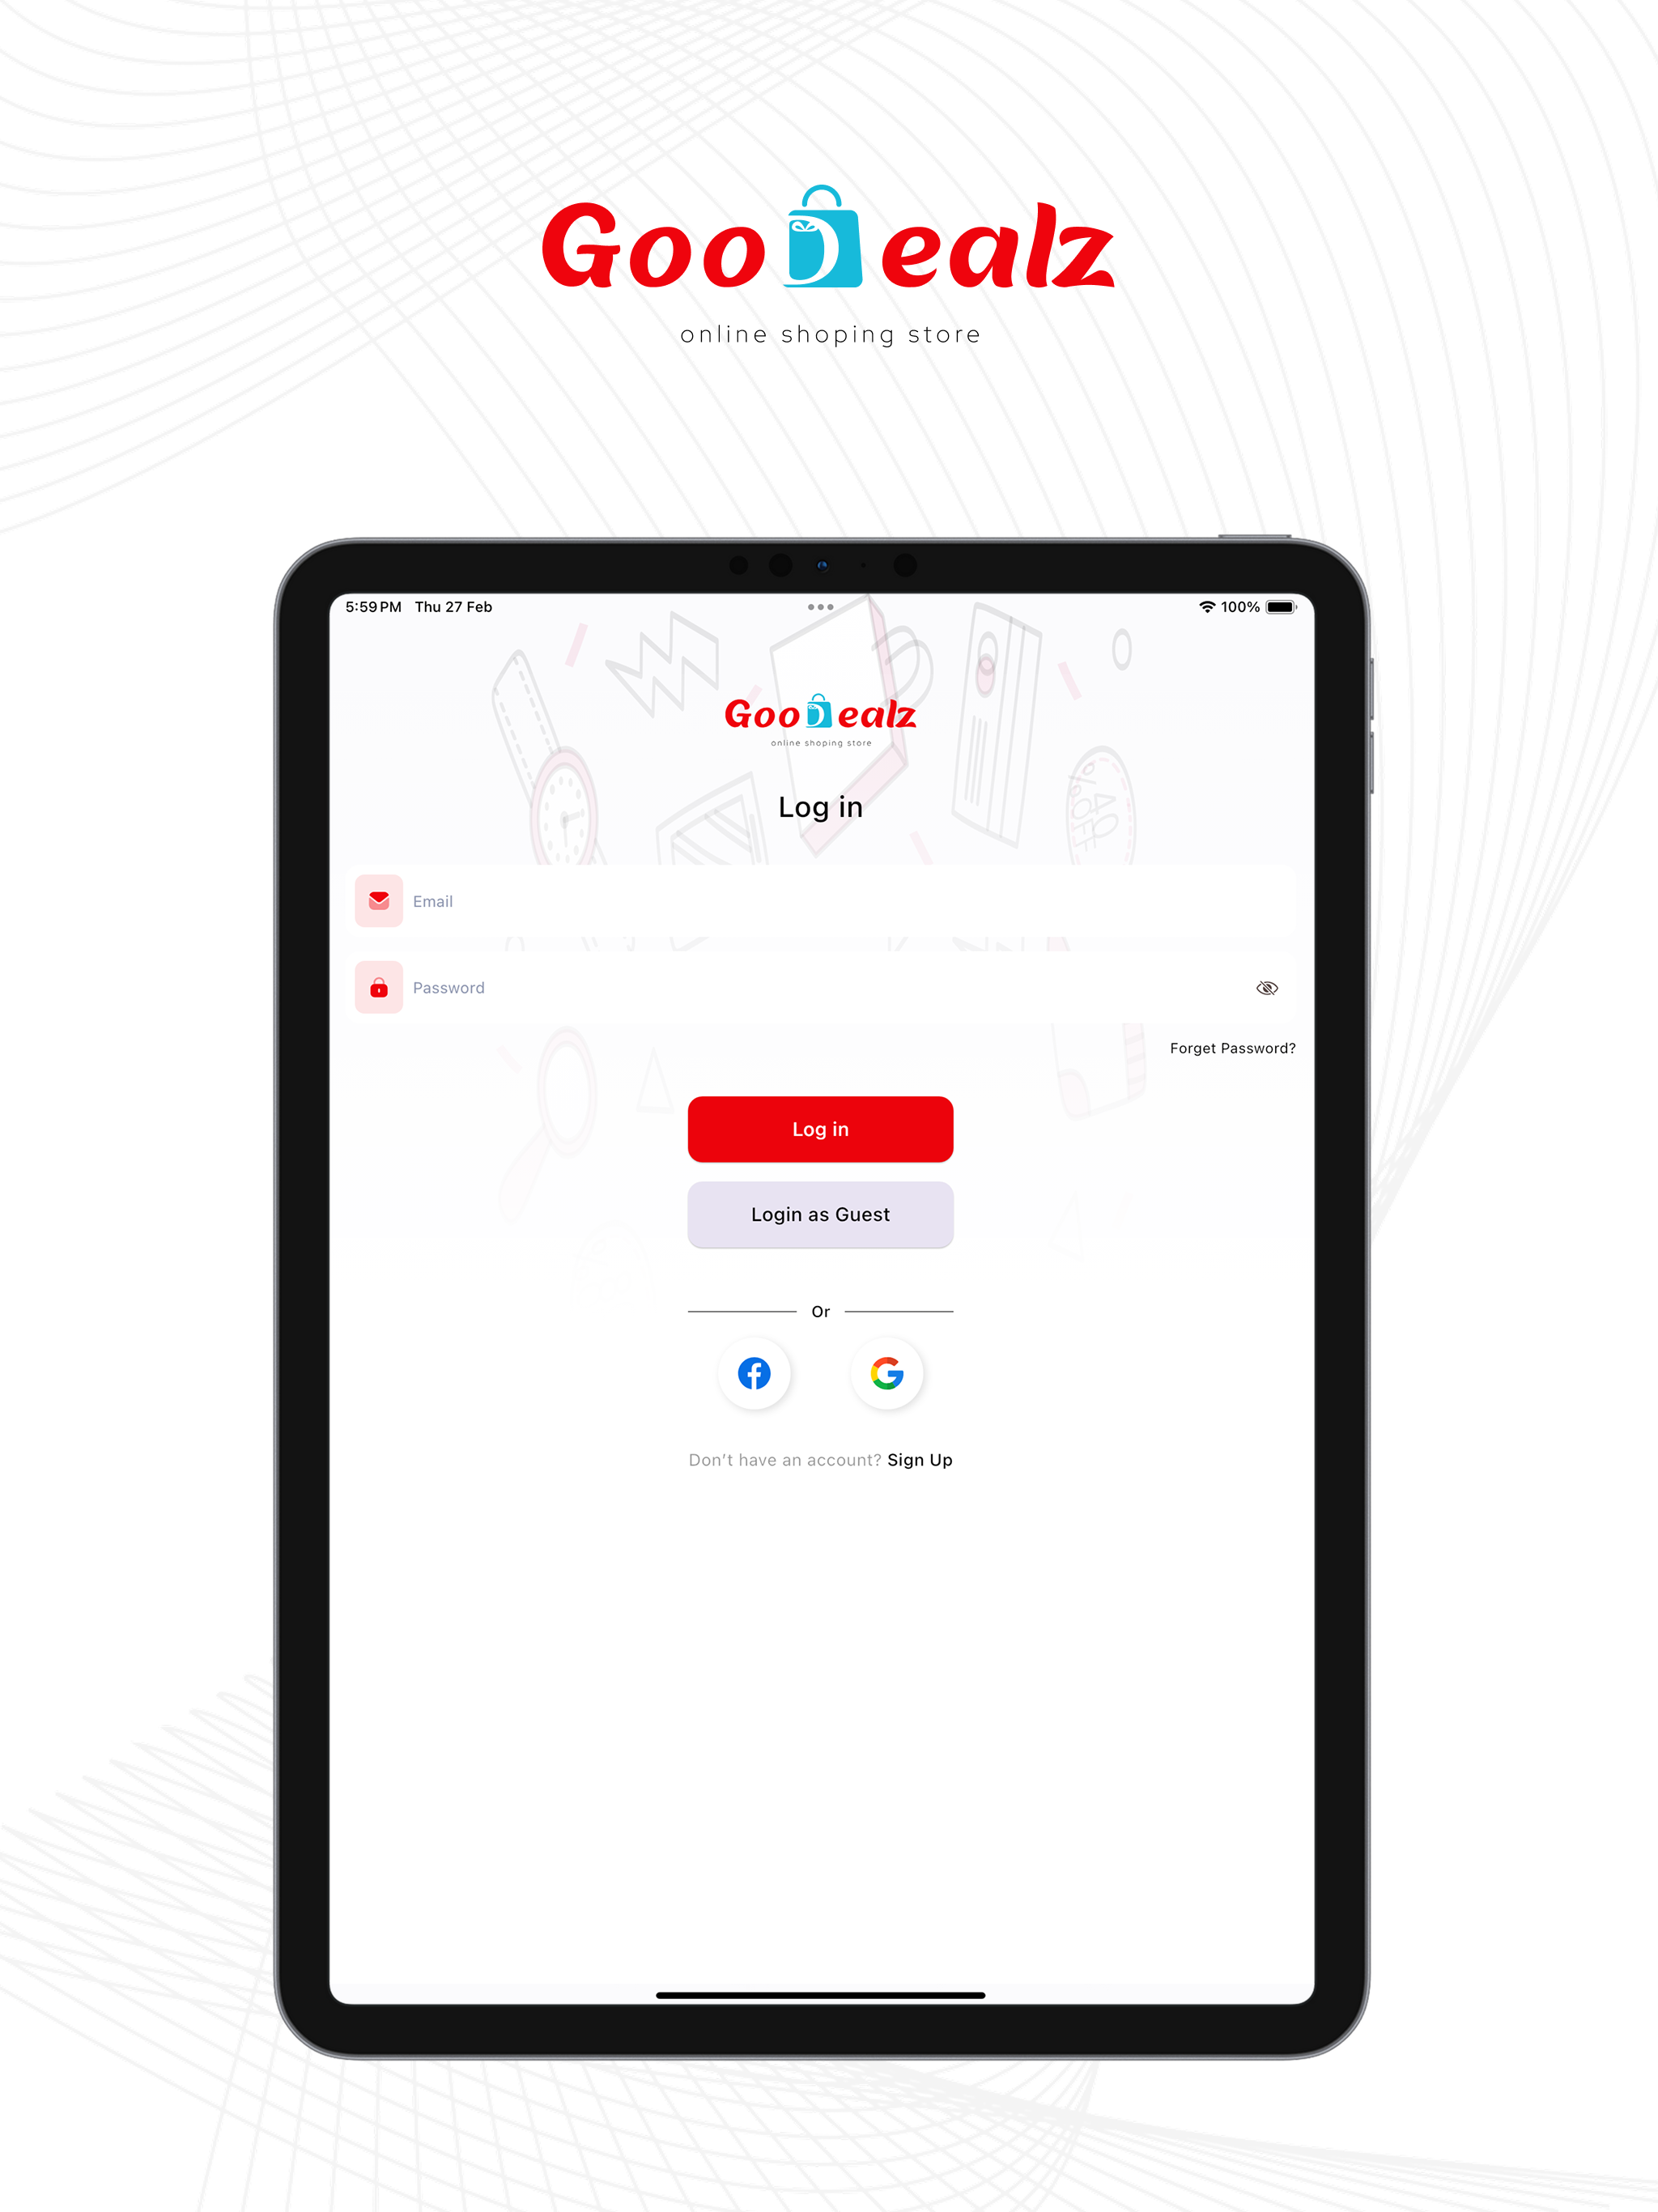 GooDealz
online shoping store
5:59 PM Thu 27 Feb
100%
GooDealz
online shoping store
Log in
Email
Password
Forget Password?
Log in
Login as Guest
Or
Don't have an account? Sign Up